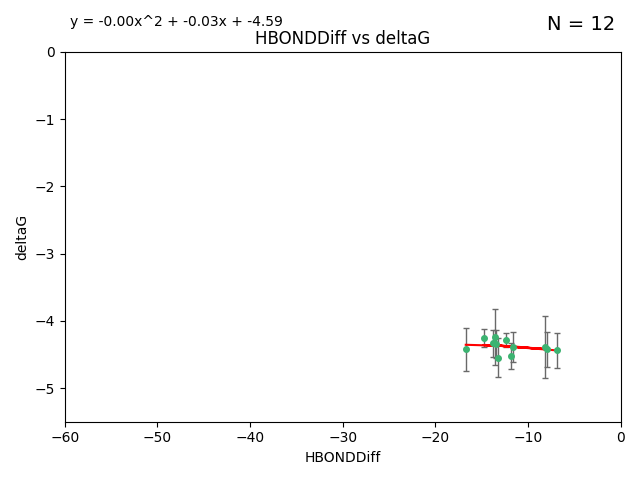 y = -0.00x^2 + -0.03x + -4.59
N = 12
HBONDDiff vs deltaG
0
−1
−2
−3
−4
−5
deltaG
−60 −50 −40 −30 −20 −10 0
HBONDDiff